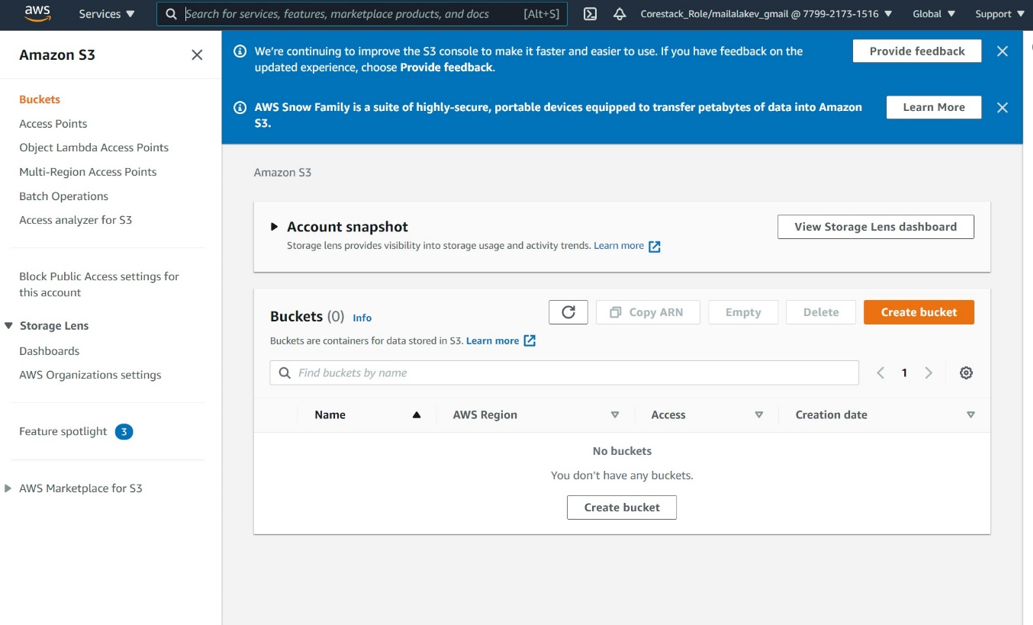 aws
Services
Search for services, features, marketplace products, and docs
[Alt+S]
Corestack_Role/mailalakev_gmail @ 7799-2173-1516
Global
Support
Amazon S3
Buckets
Access Points
Object Lambda Access Points
Multi-Region Access Points
Batch Operations
Access analyzer for S3
Block Public Access settings for
this account
Storage Lens
Dashboards
AWS Organizations settings
Feature spotlight 3
AWS Marketplace for S3
We're continuing to improve the S3 console to make it faster and easier to use. If you have feedback on the
updated experience, choose Provide feedback.
Provide feedback
AWS Snow Family is a suite of highly-secure, portable devices equipped to transfer petabytes of data into Amazon
S3.
Learn More
Amazon S3
Account snapshot
Storage lens provides visibility into storage usage and activity trends. Learn more
View Storage Lens dashboard
Buckets (0) Info
Copy ARN
Empty
Delete
Create bucket
Buckets are containers for data stored in S3. Learn more
Find buckets by name
1
Name
AWS Region
Access
Creation date
No buckets
You don't have any buckets.
Create bucket